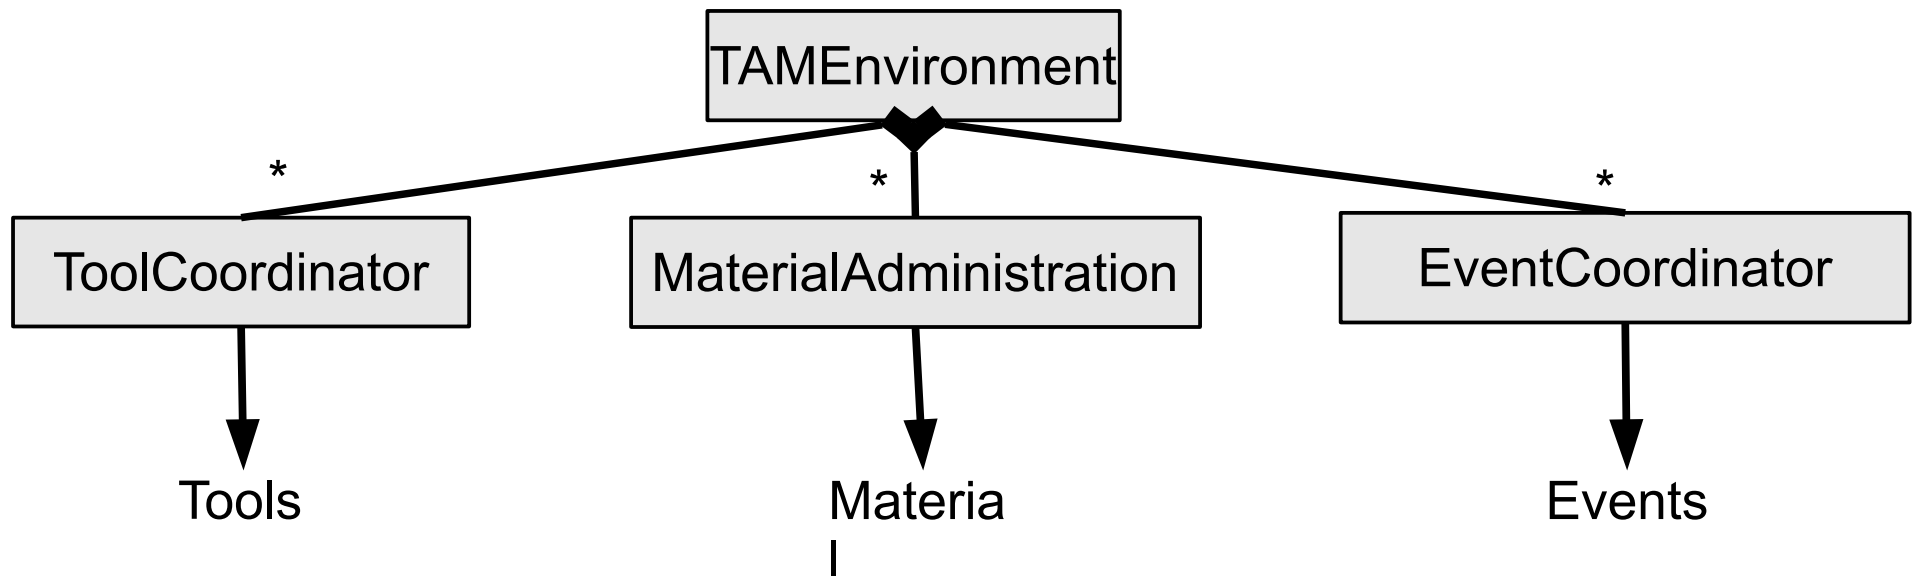 TAMEnvironment
* * *
ToolCoordinator MaterialAdministration EventCoordinator
Tools Materia Events
l